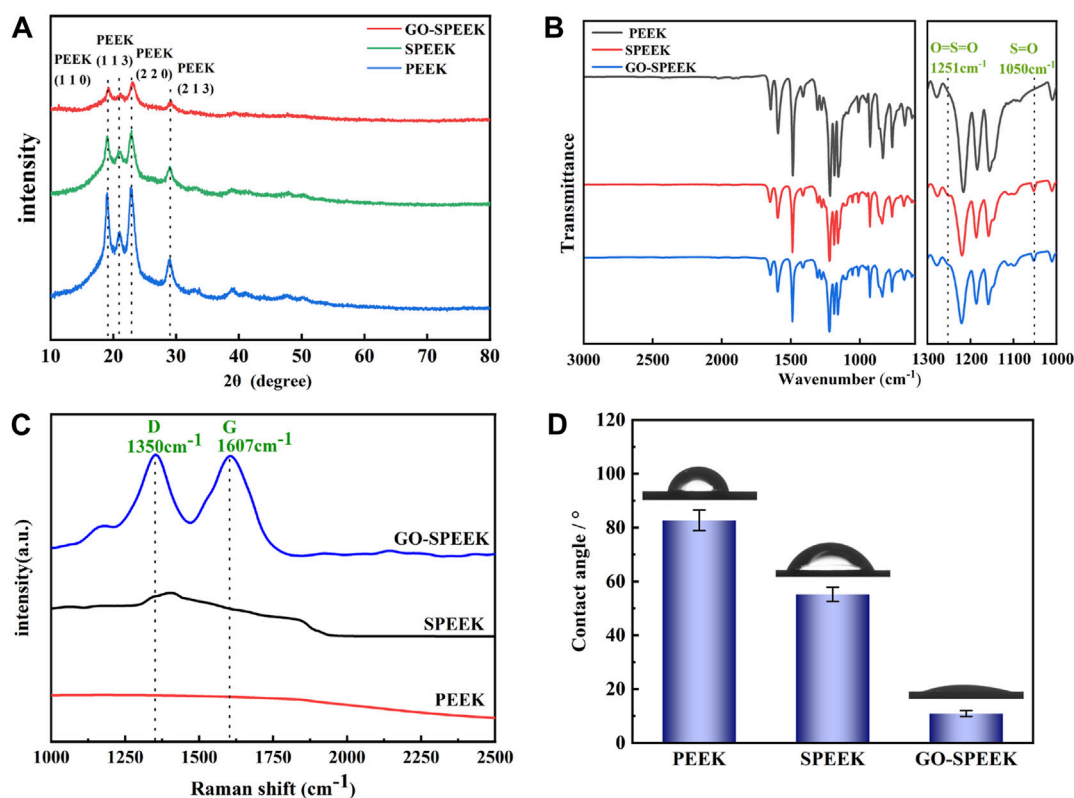 A
GO-SPEEK
SPEEK
PEEK
PEEK
(1 1 0)
PEEK
(1 1 3)
PEEK
(2 2 0)
PEEK
(2 1 3)
intensity
10 20 30 40 50 60 70 80
2θ (degree)
B
PEEK
SPEEK
GO-SPEEK
O=S=O
1251cm-1
S=O
1050cm-1
Transmittance
3000 2500 2000 1500 1000
1300 1200 1100 1000
Wavenumber (cm-1)
C
D
1350cm-1
G
1607cm-1
GO-SPEEK
SPEEK
PEEK
intensity(a.u.)
1000 1250 1500 1750 2000 2250 2500
Raman shift (cm-1)
D
120
100
80
60
40
20
0
Contact angle / °
PEEK SPEEK GO-SPEEK